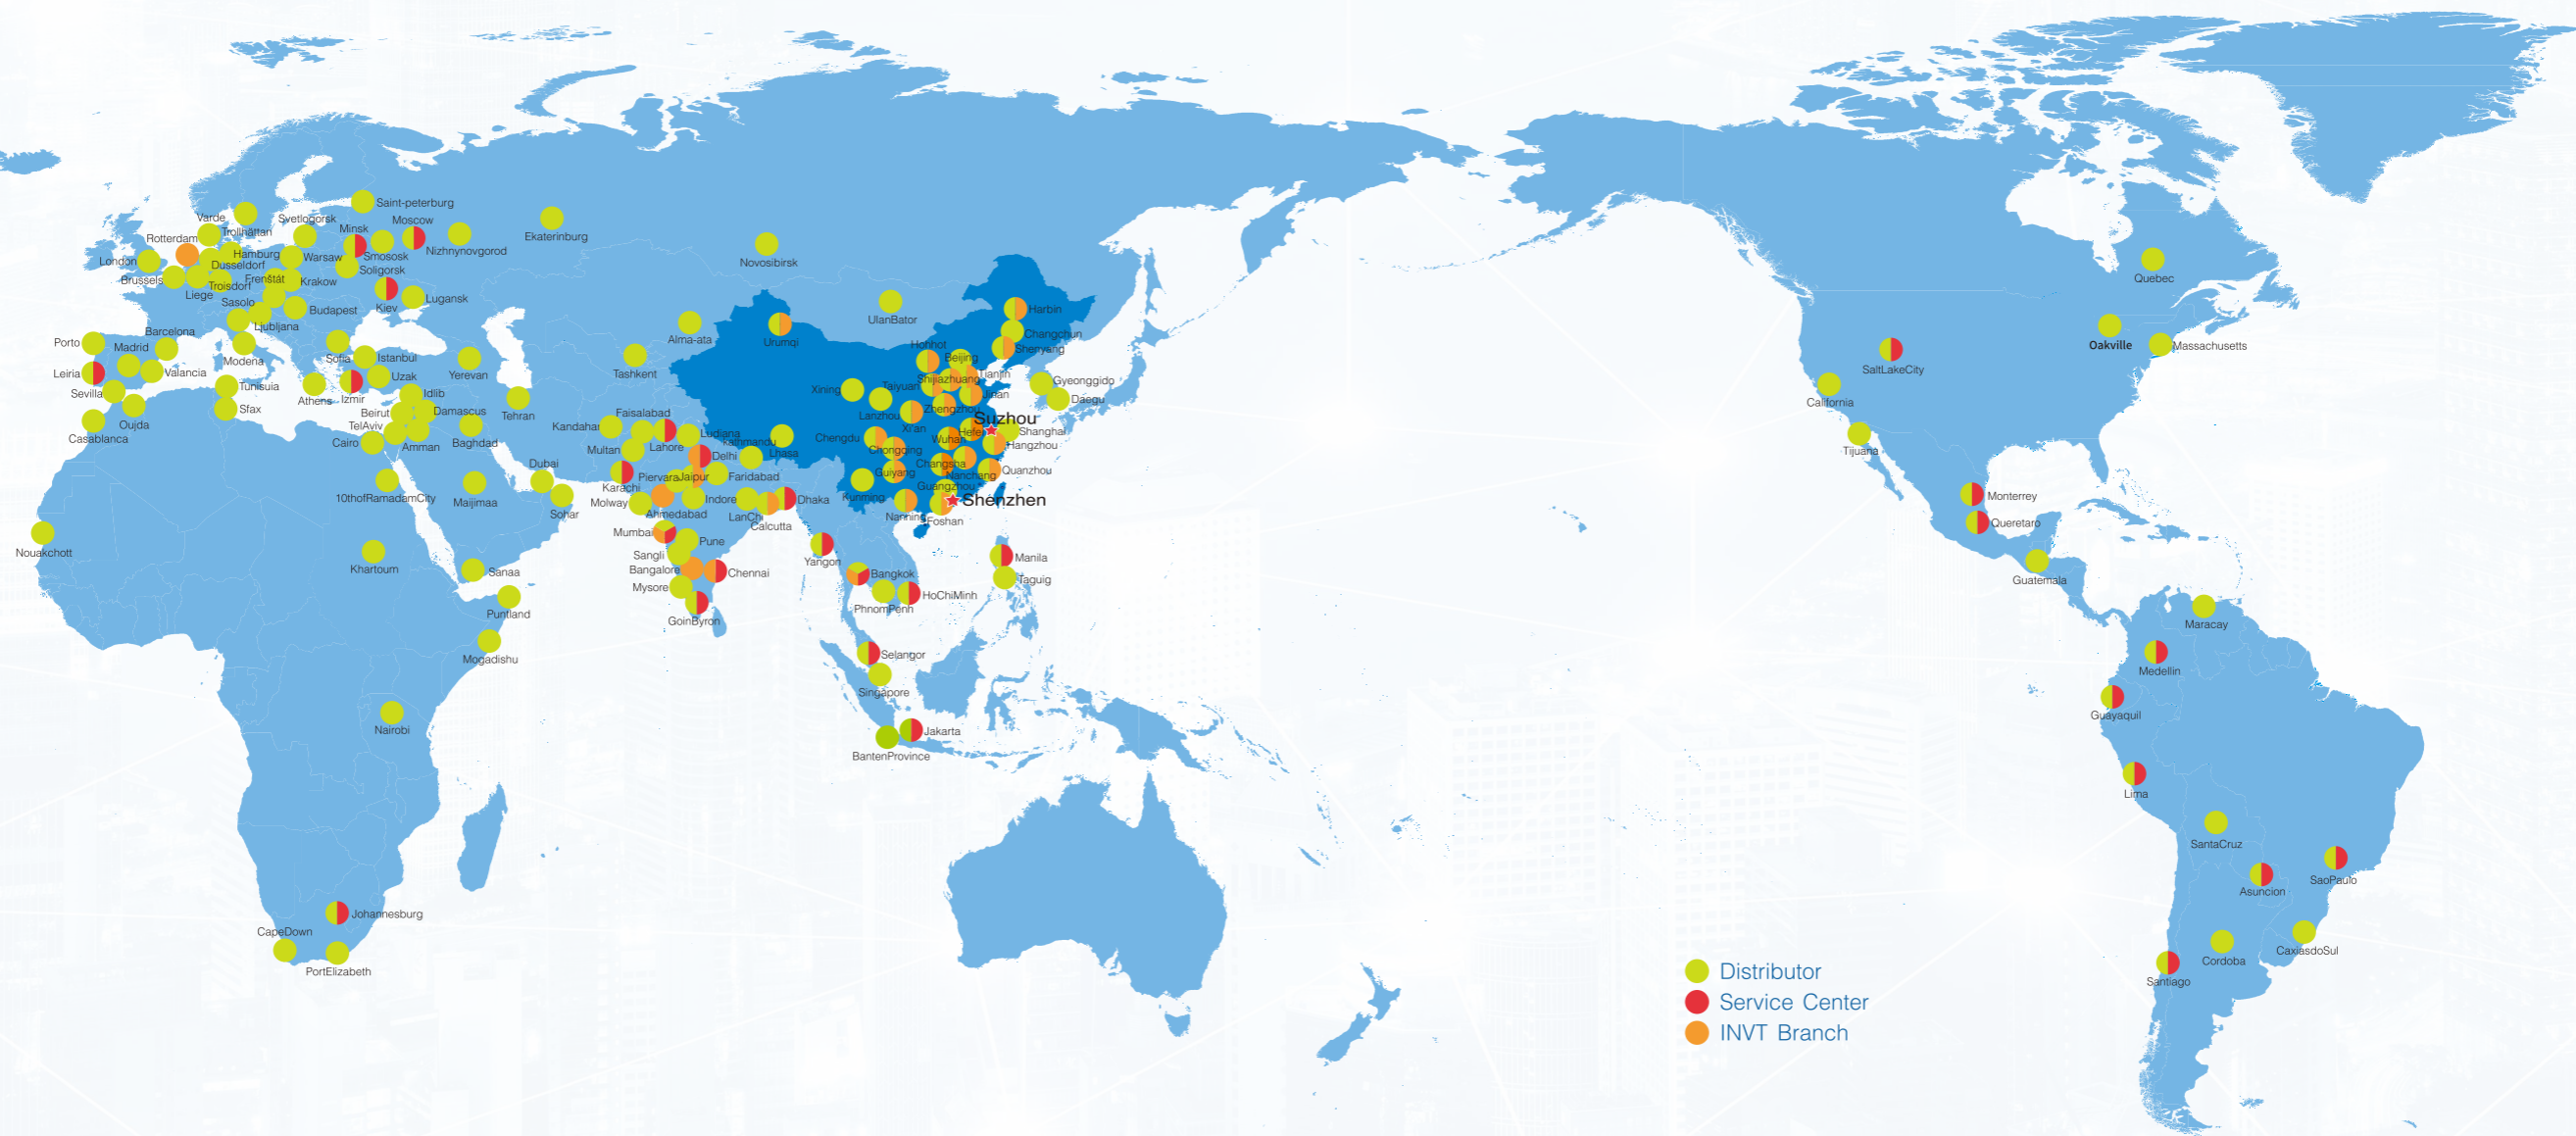 Saint-peterburg
Varde
Svetlogorsk
Moscow
Trollhättan
Minsk
Rotterdam
Nizhnynovgorod
Ekaterinburg
Hamburg
Warsaw
Smososk
London
Dusseldorf
Soligorsk
Novosibirsk
Brussels
Troisdorf
Frenštát
Krakow
Liege
Sasolo
Lugansk
Kiev
Budapest
Barcelona
Ljubljana
Porto
Madrid
Modena
Sofia
Istanbul
Leiria
Valancia
Yerevan
Uzak
Tunisuia
Sevilla
Sfax
Athens
Izmir
Idlib
Beirut
Damascus
Tehran
Oujda
TelAviv
Casablanca
Cairo
Amman
Baghdad
10thofRamadamCity
Maijimaa
Dubai
Sohar
Nouakchott
Khartoum
Sanaa
Puntland
Mogadishu
Nairobi
Johannesburg
CapeDown
PortElizabeth
Alma-ata
Tashkent
Urumqi
UlanBator
Harbin
Changchun
Shenyang
Hohhot
Beijing
Tianjin
Shijiazhuang
Taiyuan
Jinan
Xining
Lanzhou
Zhengzhou
Xi'an
Suzhou
Gyeonggido
Daegu
Shanghai
Hefei
Hangzhou
Wuhan
Chengdu
Chongqing
Changsha
Nanchang
Quanzhou
Guiyang
Guangzhou
Kunming
Shenzhen
Nanning
Foshan
Lhasa
Kathmandu
Faisalabad
Kandahar
Lahore
Ludiana
Multan
Delhi
Karachi
Piervara
Jaipur
Faridabad
Molway
Ahmedabad
Indore
LanChi
Dhaka
Calcutta
Mumbai
Pune
Sangli
Bangalore
Chennai
Mysore
GoinByron
Yangon
Bangkok
PhnomPenh
HoChiMinh
Manila
Taguig
Selangor
Singapore
Jakarta
BantenProvince
Quebec
Oakville
Massachusetts
SaltLakeCity
California
Tijuana
Monterrey
Queretaro
Guatemala
Maracay
Medellin
Guayaquil
Lima
SantaCruz
SaoPaulo
Asuncion
CaxiasdoSul
Cordoba
Santiago
Distributor
Service Center
INVT Branch